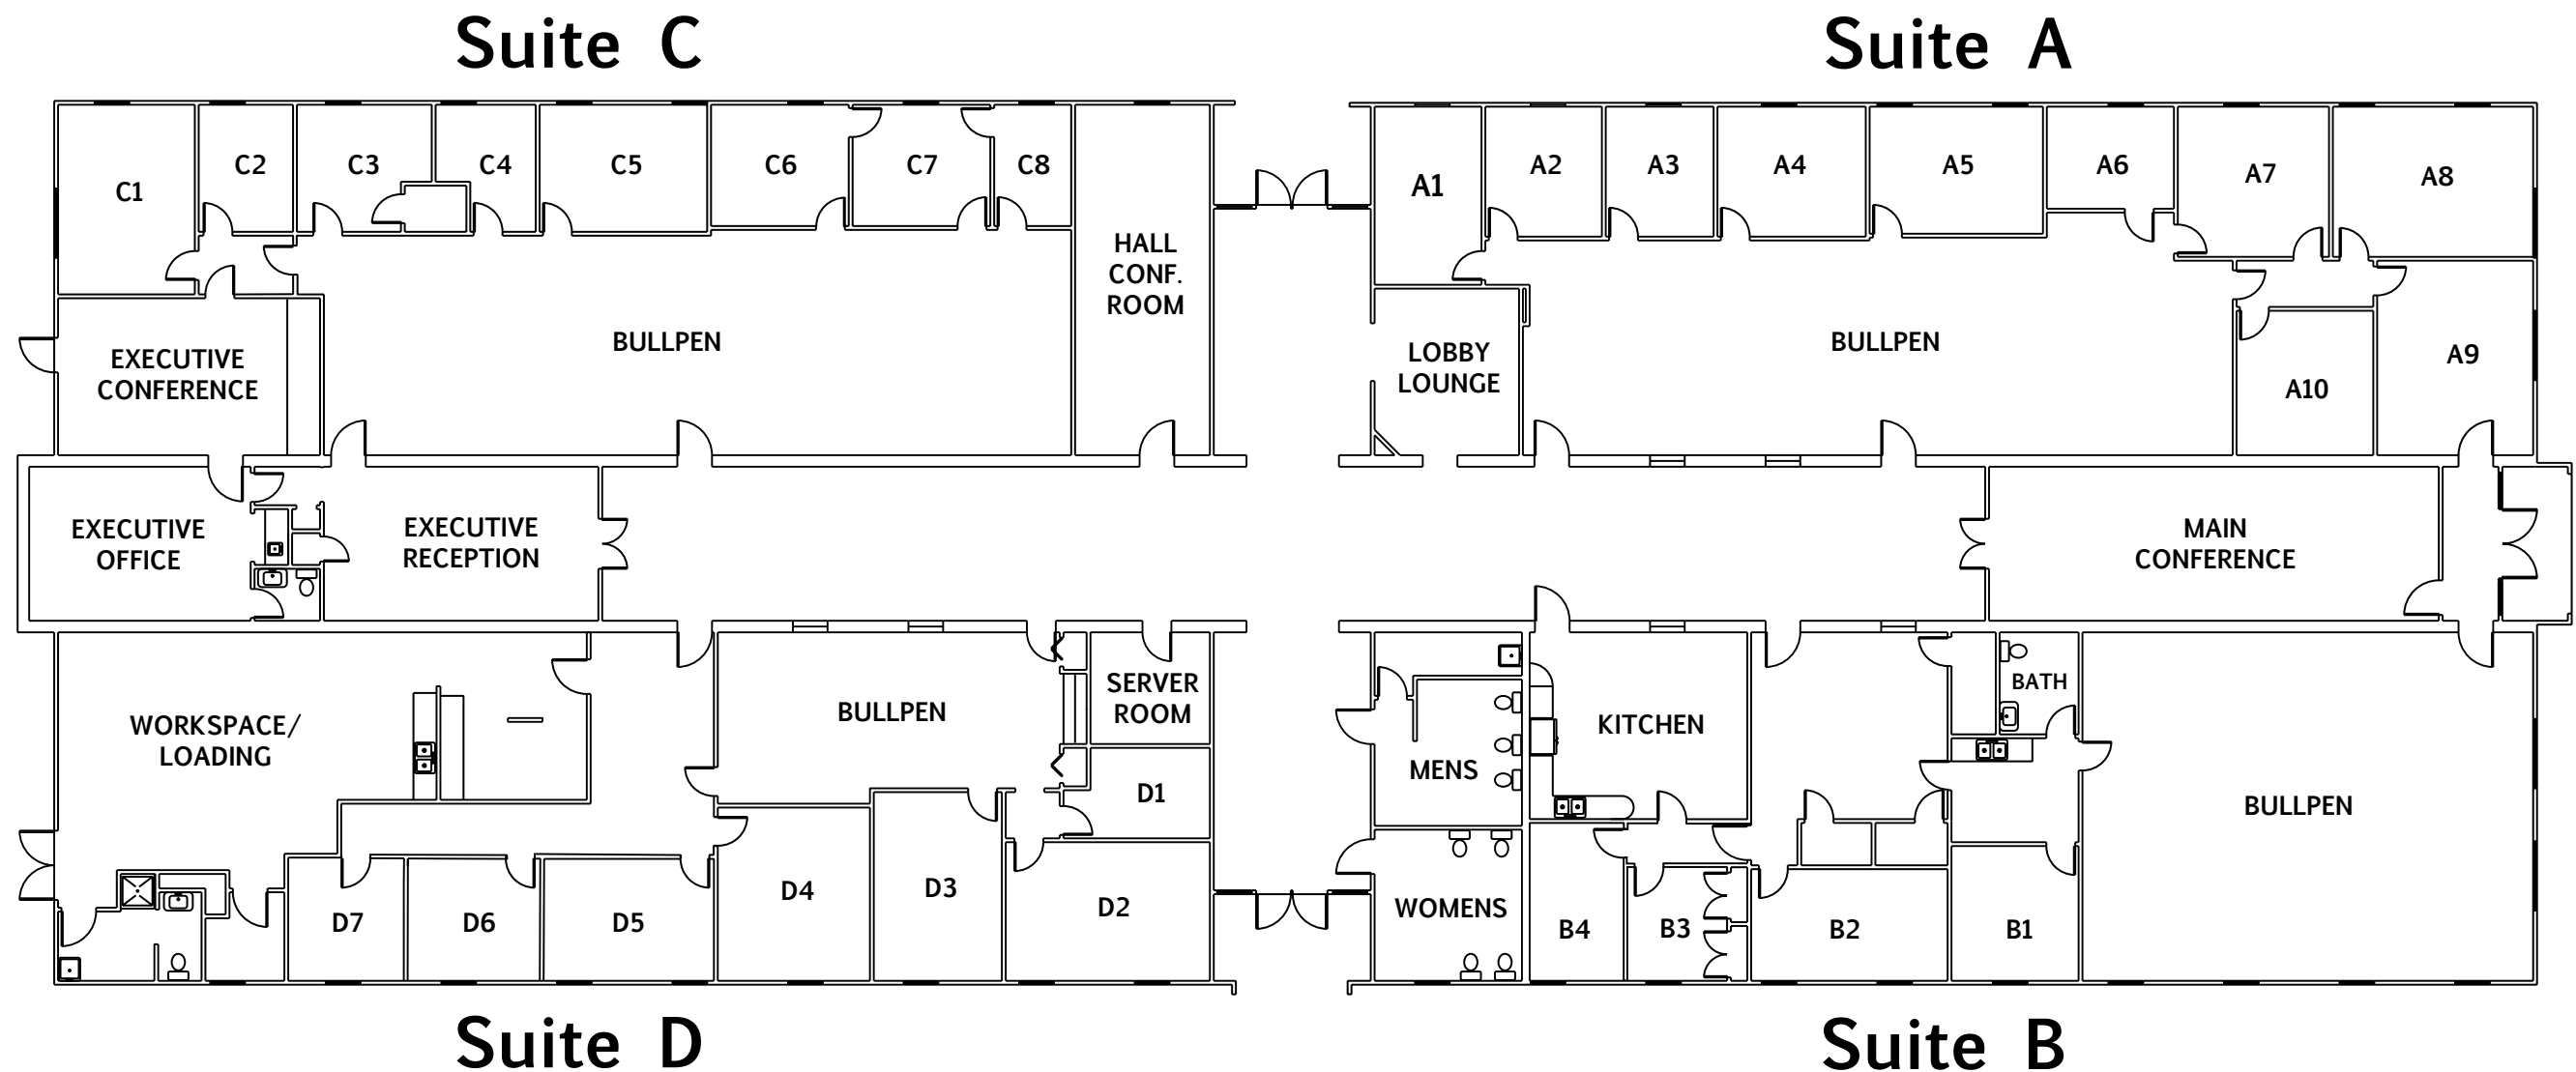 Suite C
Suite A
C1
C2
C3
C4
C5
C6
C7
C8
HALL
CONF.
ROOM
A1
A2
A3
A4
A5
A6
A7
A8
EXECUTIVE
CONFERENCE
BULLPEN
LOBBY
LOUNGE
BULLPEN
A10
A9
EXECUTIVE
OFFICE
EXECUTIVE
RECEPTION
MAIN
CONFERENCE
WORKSPACE/
LOADING
BULLPEN
SERVER
ROOM
D1
MENS
KITCHEN
BATH
BULLPEN
D7
D6
D5
D4
D3
D2
WOMENS
B4
B3
B2
B1
Suite D
Suite B